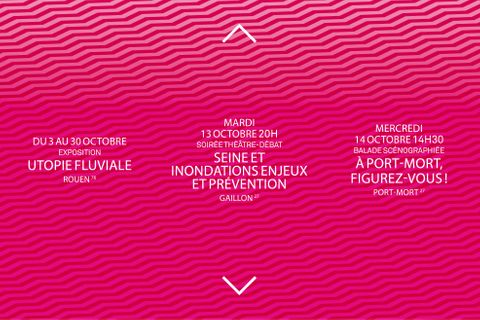 DU 3 AU 30 OCTOBRE
EXPOSITION
UTOPIE FLUVIALE
ROUEN 76
MARDI
13 OCTOBRE 20H
SOIRÉE THÉÂTRE-DÉBAT
SEINE ET
INONDATIONS ENJEUX
ET PRÉVENTION
GAILLON 27
MERCREDI
14 OCTOBRE 14H30
BALADE SCÉNOGRAPHIÉE
À PORT-MORT,
FIGUREZ-VOUS !
PORT-MORT 27